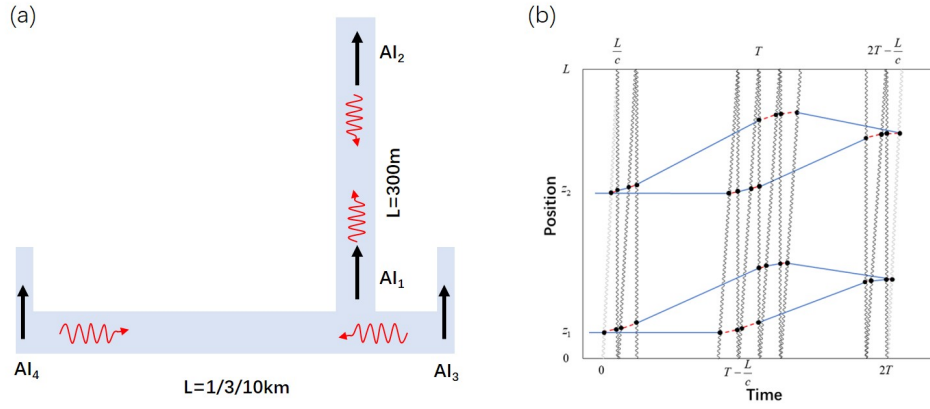 (a)
AI₂
L=300m
AI₁
AI₄
AI₃
L=1/3/10km
(b)
L/c
T
2T − L/c
L
z₂
Position
z₁
0
0
T − L/c
2T
Time